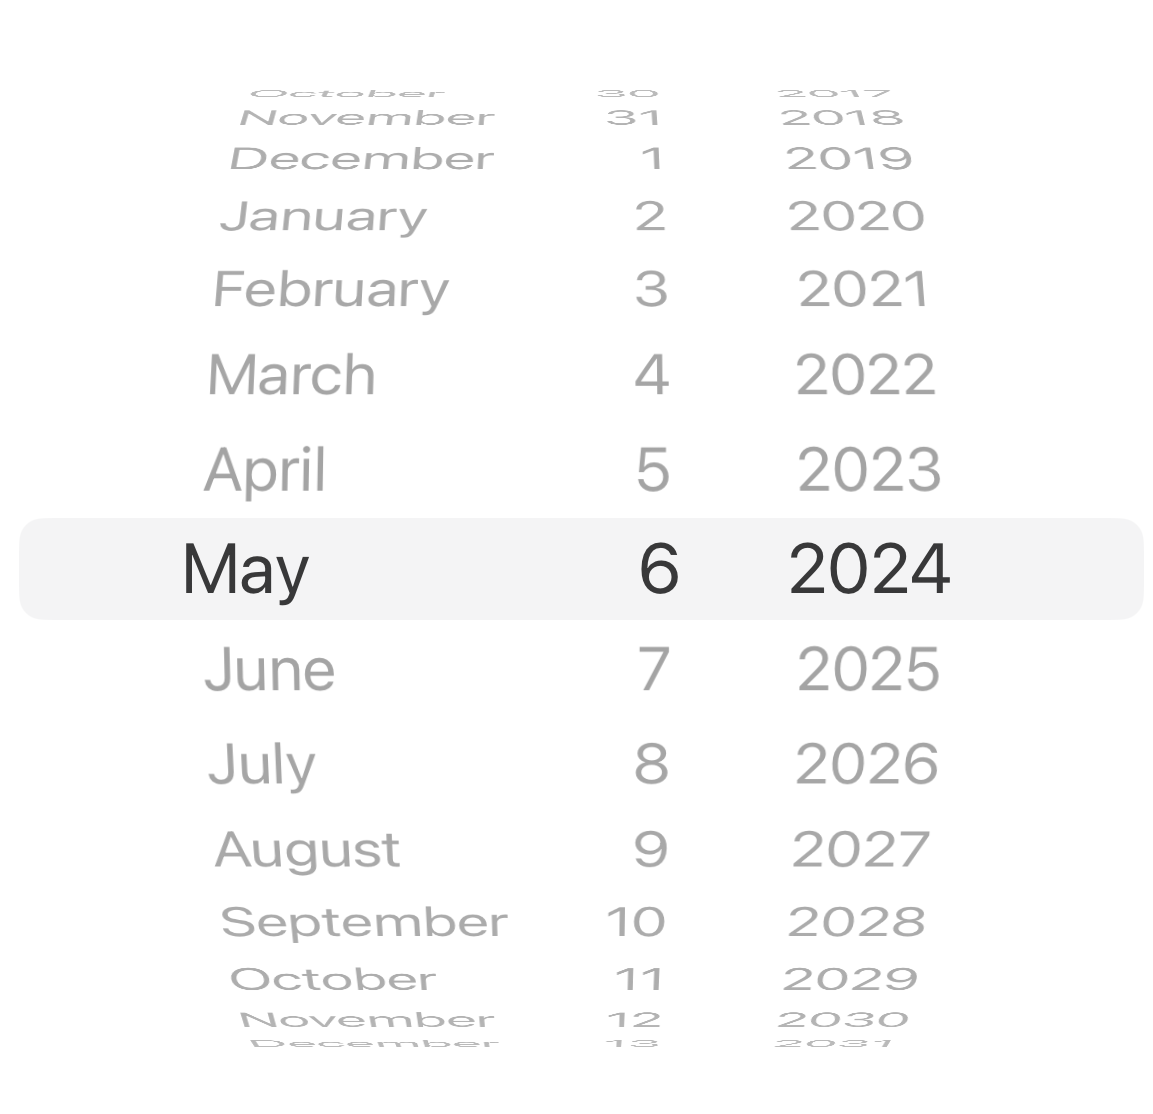 October 30 2017
November 31 2018
December 1 2019
January 2 2020
February 3 2021
March 4 2022
April 5 2023
May 6 2024
June 7 2025
July 8 2026
August 9 2027
September 10 2028
October 11 2029
November 12 2030
December 13 2031